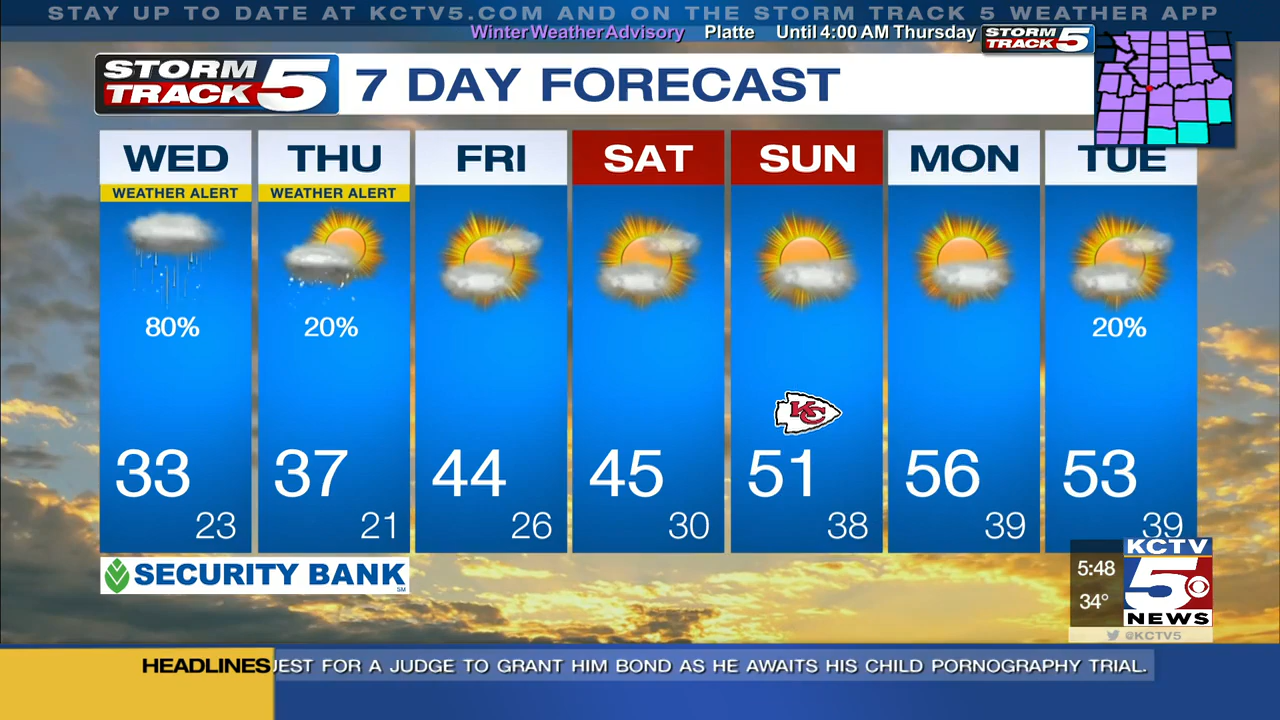 STAY UP TO DATE AT KCTV5.COM AND ON THE STORM TRACK 5 WEATHER APP
Winter Weather Advisory Platte Until 4:00 AM Thursday
STORM TRACK 5
STORM TRACK 5
7 DAY FORECAST
WED THU FRI SAT SUN MON TUE
WEATHER ALERT WEATHER ALERT
80% 20% 20%
KC
33 37 44 45 51 56 53
23 21 26 30 38 39 39
SECURITY BANK SM
5:48
34°
KCTV
5
NEWS
@KCTV5
HEADLINES FOR A JUDGE TO GRANT HIM BOND AS HE AWAITS HIS CHILD PORNOGRAPHY TRIAL.